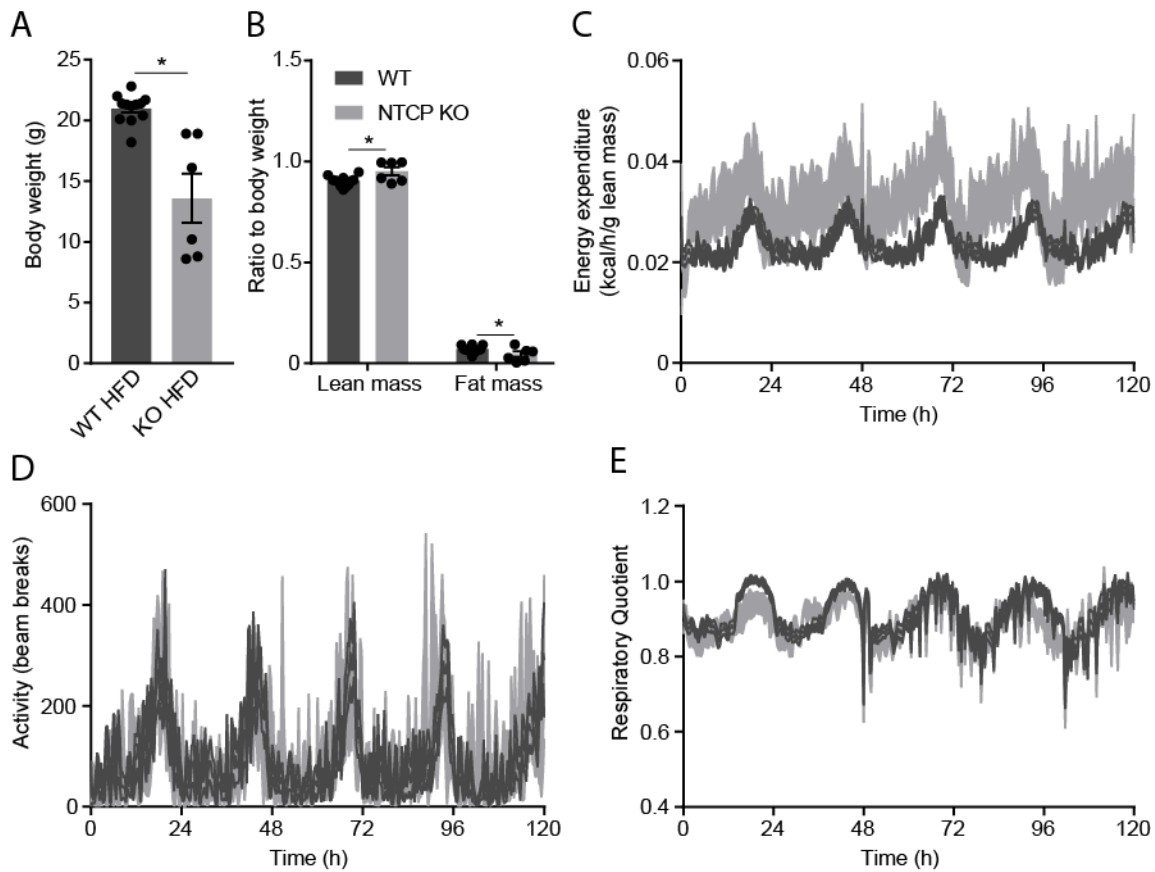 A
Body weight (g)
25
20
15
10
5
0
*
WT HFD
KO HFD
B
Ratio to body weight
1.5
1.0
0.5
0
WT
NTCP KO
*
*
Lean mass
Fat mass
C
Energy expenditure
(kcal/h/g lean mass)
0.06
0.04
0.02
0
0 24 48 72 96 120
Time (h)
D
Activity (beam breaks)
600
400
200
0
0 24 48 72 96 120
Time (h)
E
Respiratory Quotient
1.2
1.0
0.8
0.6
0.4
0 24 48 72 96 120
Time (h)